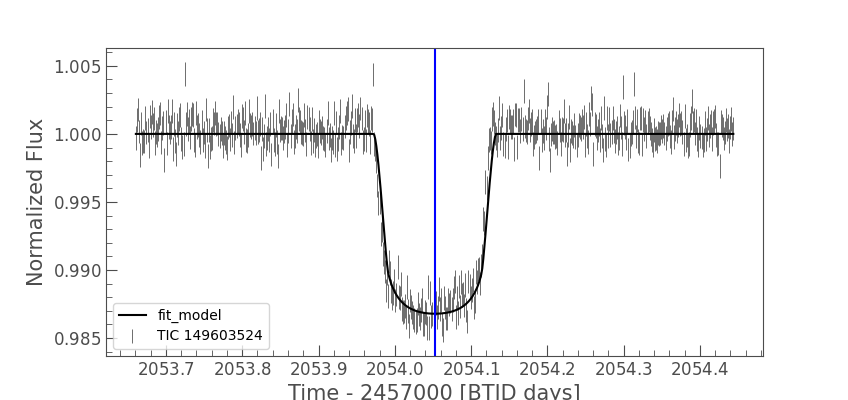 Normalized Flux
1.005
1.000
0.995
0.990
0.985
fit_model
TIC 149603524
2053.7 2053.8 2053.9 2054.0 2054.1 2054.2 2054.3 2054.4
Time - 2457000 [BTJD days]